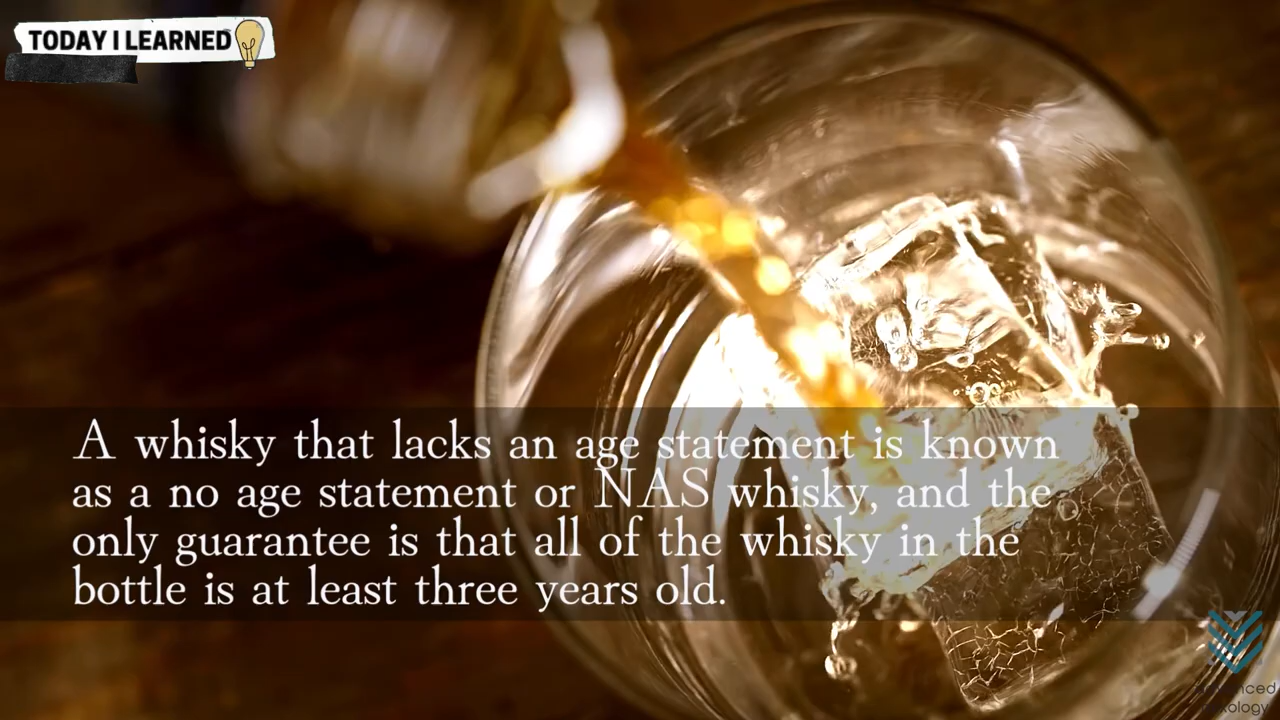 TODAY I LEARNED
A whisky that lacks an age statement is known
as a no age statement or NAS whisky, and the
only guarantee is that all of the whisky in the
bottle is at least three years old.